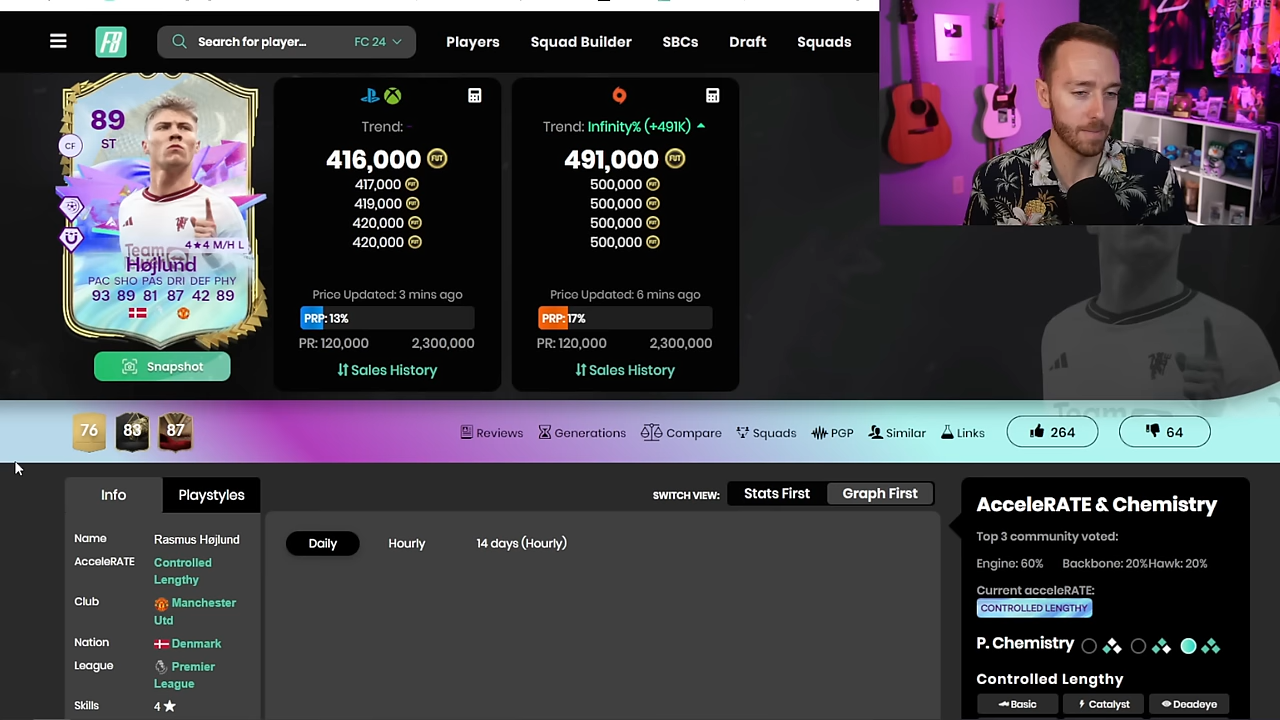 FB
Search for player...
FC 24
Players
Squad Builder
SBCs
Draft
Squads
89
ST
CF
4★4 M/H L
Højlund
PAC SHO PAS DRI DEF PHY
93 89 81 87 42 89
Snapshot
Trend: -
416,000
417,000
419,000
420,000
420,000
Price Updated: 3 mins ago
PRP: 13%
PR: 120,000
2,300,000
Sales History
Trend: Infinity% (+491K)
491,000
500,000
500,000
500,000
500,000
Price Updated: 6 mins ago
PRP: 17%
PR: 120,000
2,300,000
Sales History
76
83
87
Reviews
Generations
Compare
Squads
PGP
Similar
Links
264
64
Info
Playstyles
SWITCH VIEW:
Stats First
Graph First
Name
Rasmus Højlund
AcceleRATE
Controlled
Lengthy
Club
Manchester
Utd
Nation
Denmark
League
Premier
League
Skills
4 ★
Daily
Hourly
14 days (Hourly)
AcceleRATE & Chemistry
Top 3 community voted:
Engine: 60%
Backbone: 20%
Hawk: 20%
Current acceleRATE:
CONTROLLED LENGTHY
P. Chemistry
Controlled Lengthy
Basic
Catalyst
Deadeye